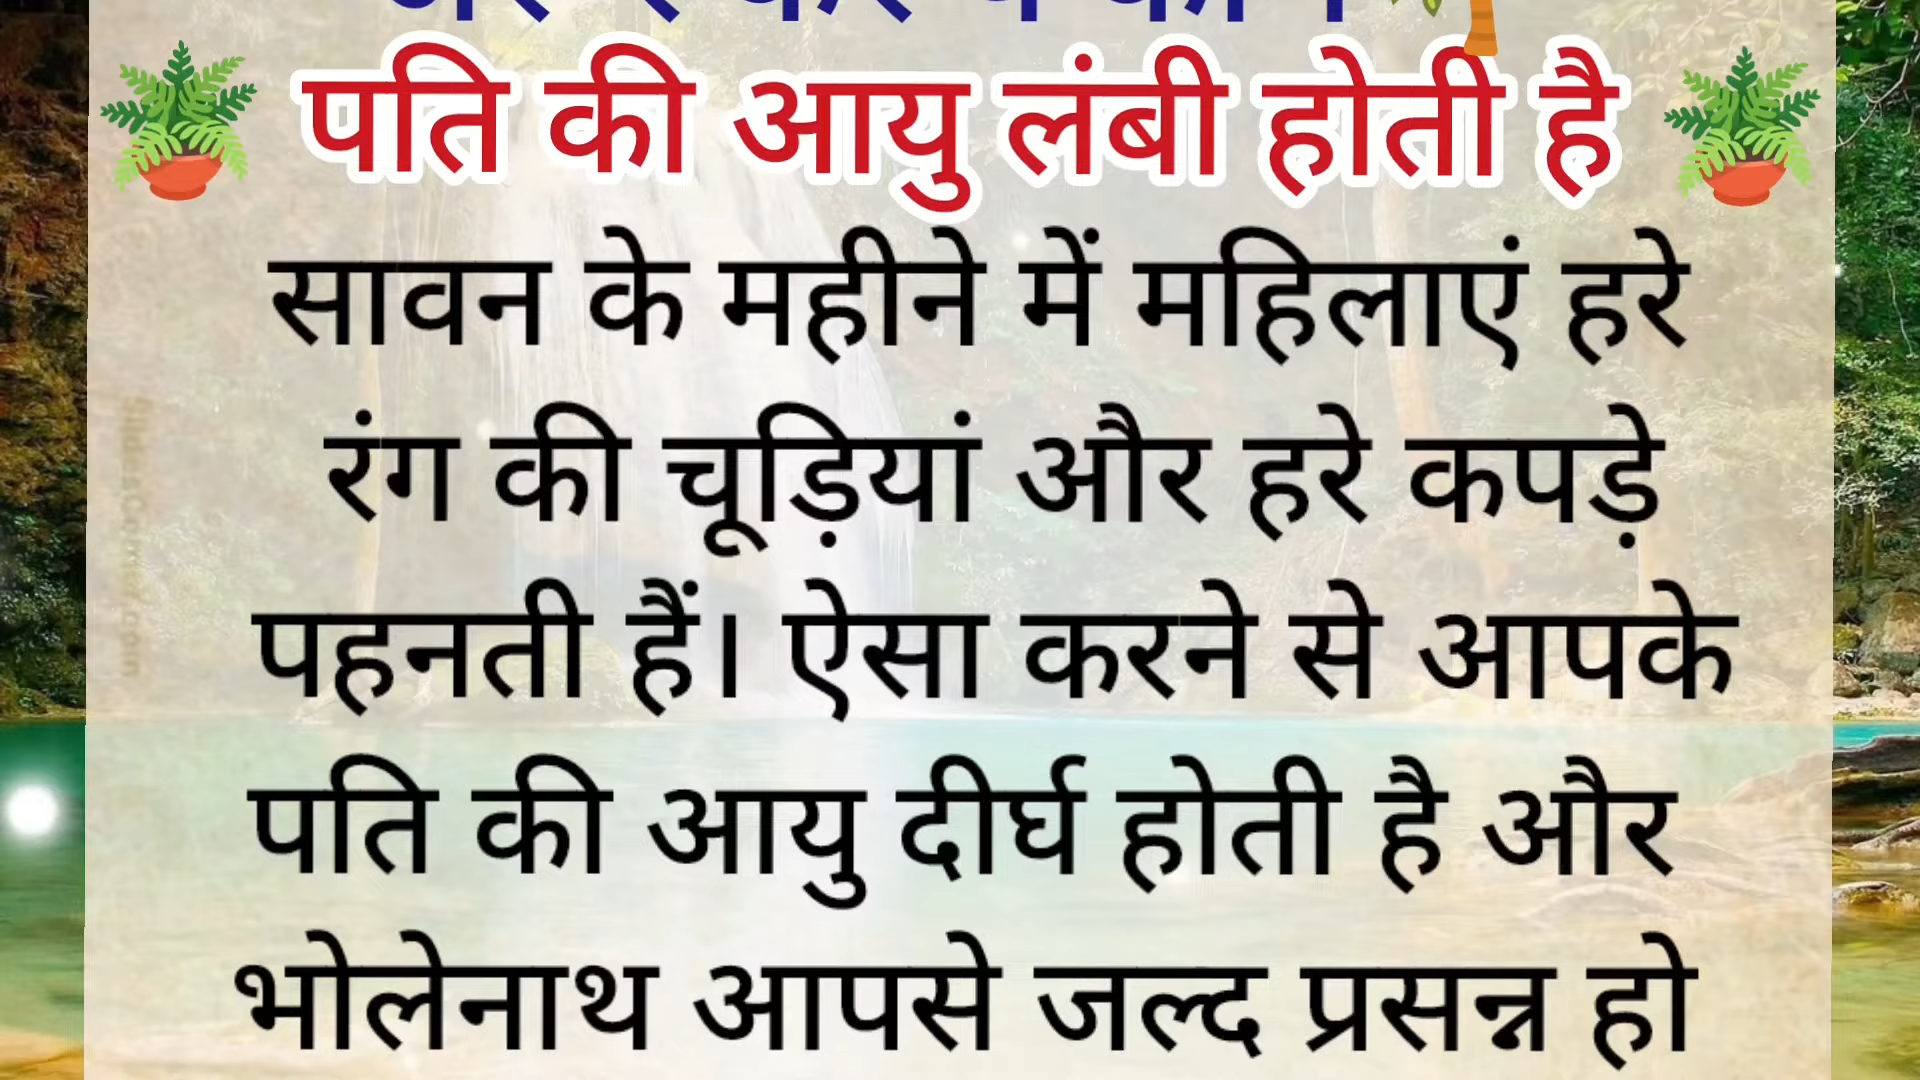 पति की आयु लंबी होती है
सावन के महीने में महिलाएं हरे
रंग की चूड़ियां और हरे कपड़े
पहनती हैं। ऐसा करने से आपके
पति की आयु दीर्घ होती है और
भोलेनाथ आपसे जल्द प्रसन्न हो